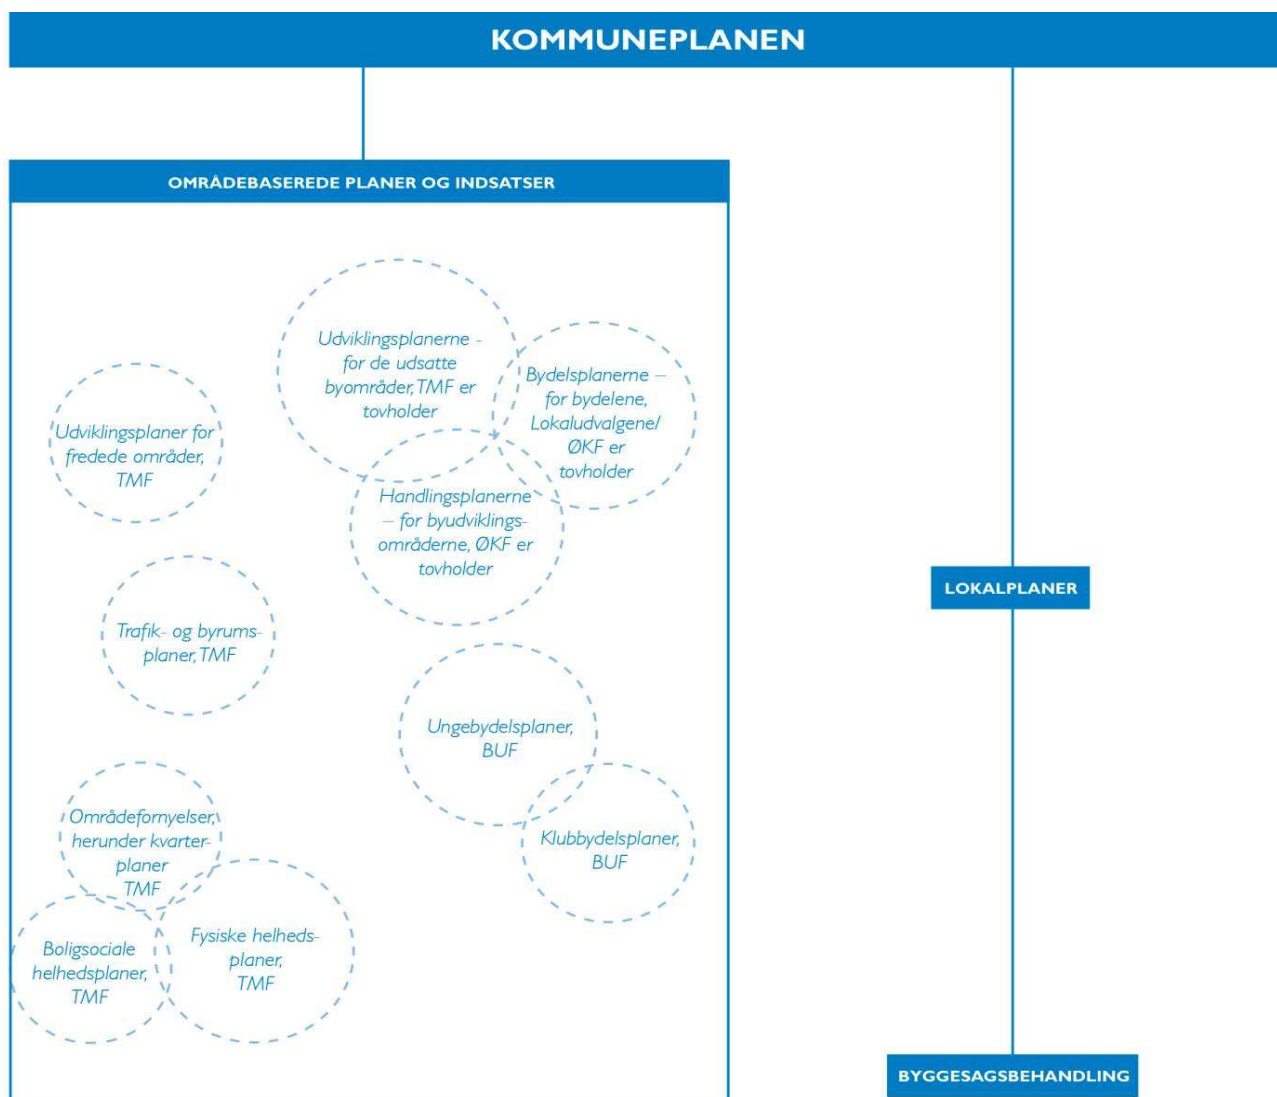 KOMMUNEPLANEN
OMRÅDEBASEREDE PLANER OG INDSATSER
Udviklingsplanerne -
for de udsatte
byområder, TMF er
tovholder
Bydelsplanerne –
for bydelene,
Lokaludvalgene/
ØKF er
tovholder
Udviklingsplaner for
fredede områder,
TMF
Handlingsplanerne
– for byudviklings-
områderne, ØKF er
tovholder
Trafik- og byrums-
planer, TMF
Ungebydelsplaner,
BUF
Områdefornyelser,
herunder kvarter-
planer
TMF
Klubbydelsplaner,
BUF
Fysiske helheds-
planer,
TMF
Boligsociale
helhedsplaner,
TMF
LOKALPLANER
BYGGESAGSBEHANDLING